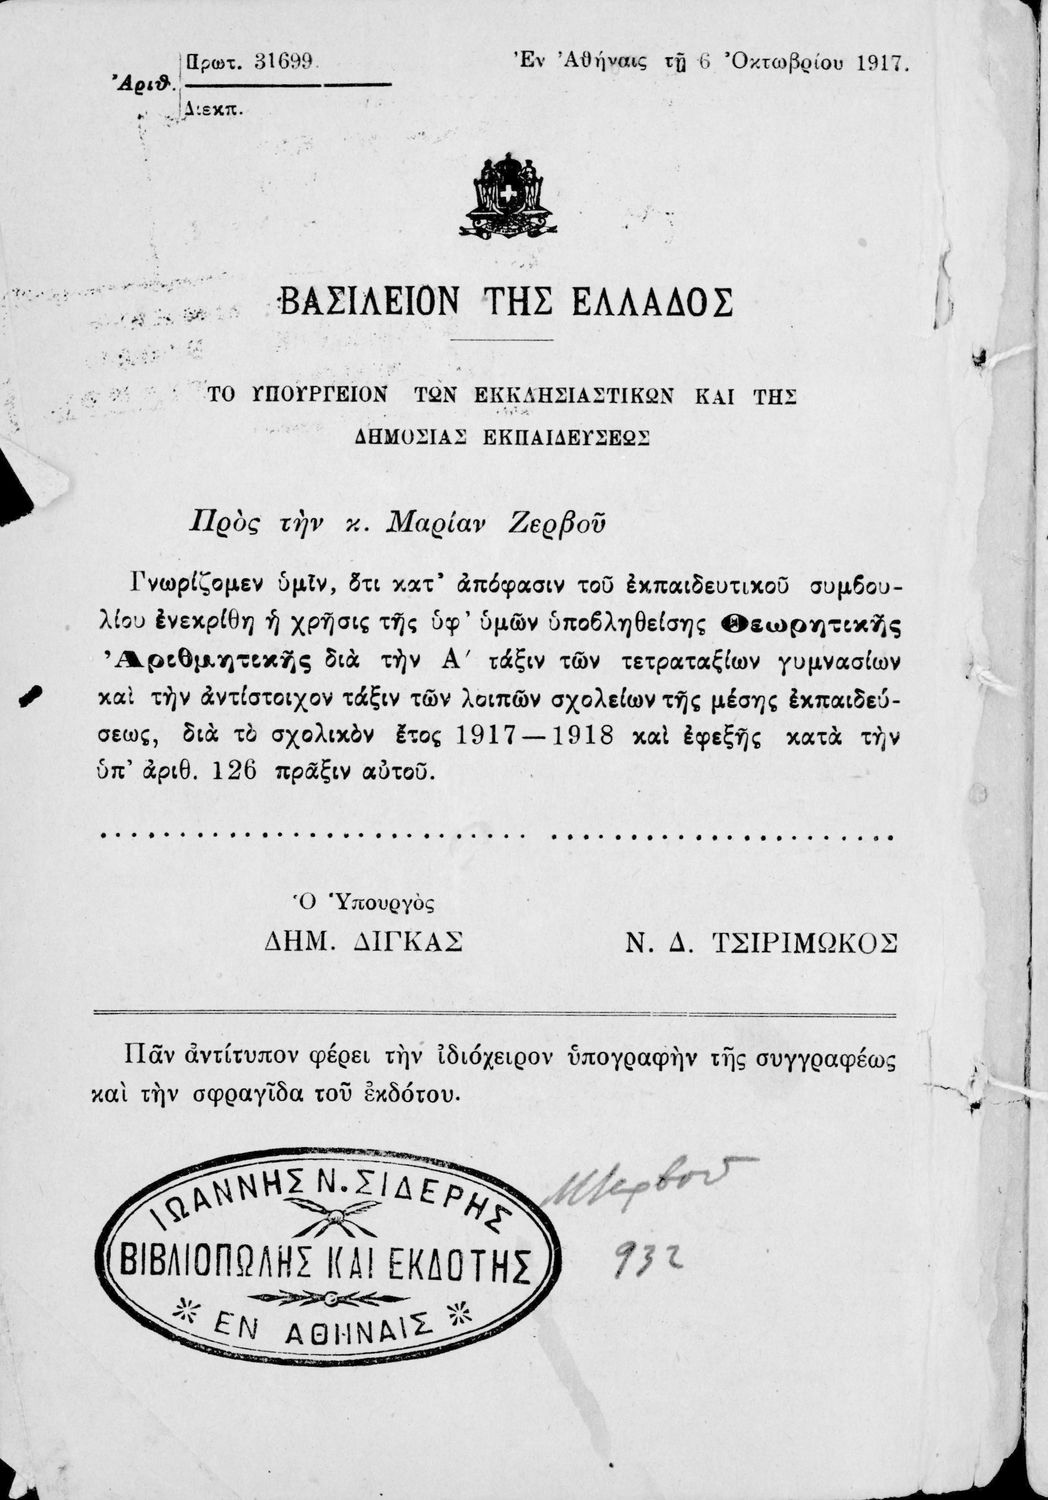 Ἀριθ. Πρωτ. 31699
Διεκπ.
Ἐν Ἀθήναις τῇ 6 Ὀκτωβρίου 1917.
ΒΑΣΙΛΕΙΟΝ ΤΗΣ ΕΛΛΑΔΟΣ
ΤΟ ΥΠΟΥΡΓΕΙΟΝ ΤΩΝ ΕΚΚΛΗΣΙΑΣΤΙΚΩΝ ΚΑΙ ΤΗΣ
ΔΗΜΟΣΙΑΣ ΕΚΠΑΙΔΕΥΣΕΩΣ
Πρὸς τὴν κ. Μαρίαν Ζερβοῦ
Γνωρίζομεν ὑμῖν, ὅτι κατ' ἀπόφασιν τοῦ ἐκπαιδευτικοῦ συμβου-
λίου ἐνεκρίθη ἡ χρῆσις τῆς ὑφ' ὑμῶν ὑποβληθείσης Θεωρητικῆς
Ἀριθμητικῆς διὰ τὴν Α′ τάξιν τῶν τετραταξίων γυμνασίων
καὶ τὴν ἀντίστοιχον τάξιν τῶν λοιπῶν σχολείων τῆς μέσης ἐκπαιδεύ-
σεως, διὰ τὸ σχολικὸν ἔτος 1917—1918 καὶ ἐφεξῆς κατὰ τὴν
ὑπ' ἀριθ. 126 πρᾶξιν αὐτοῦ.
Ὁ Ὑπουργὸς
ΔΗΜ. ΔΙΓΚΑΣ
Ν. Δ. ΤΣΙΡΙΜΩΚΟΣ
Πᾶν ἀντίτυπον φέρει τὴν ἰδιόχειρον ὑπογραφὴν τῆς συγγραφέως
καὶ τὴν σφραγῖδα τοῦ ἐκδότου.
ΙΩΑΝΝΗΣ Ν. ΣΙΔΕΡΗΣ
ΒΙΒΛΙΟΠΩΛΗΣ ΚΑΙ ΕΚΔΟΤΗΣ
ΕΝ ΑΘΗΝΑΙΣ
ΜΖερβοῦ
932